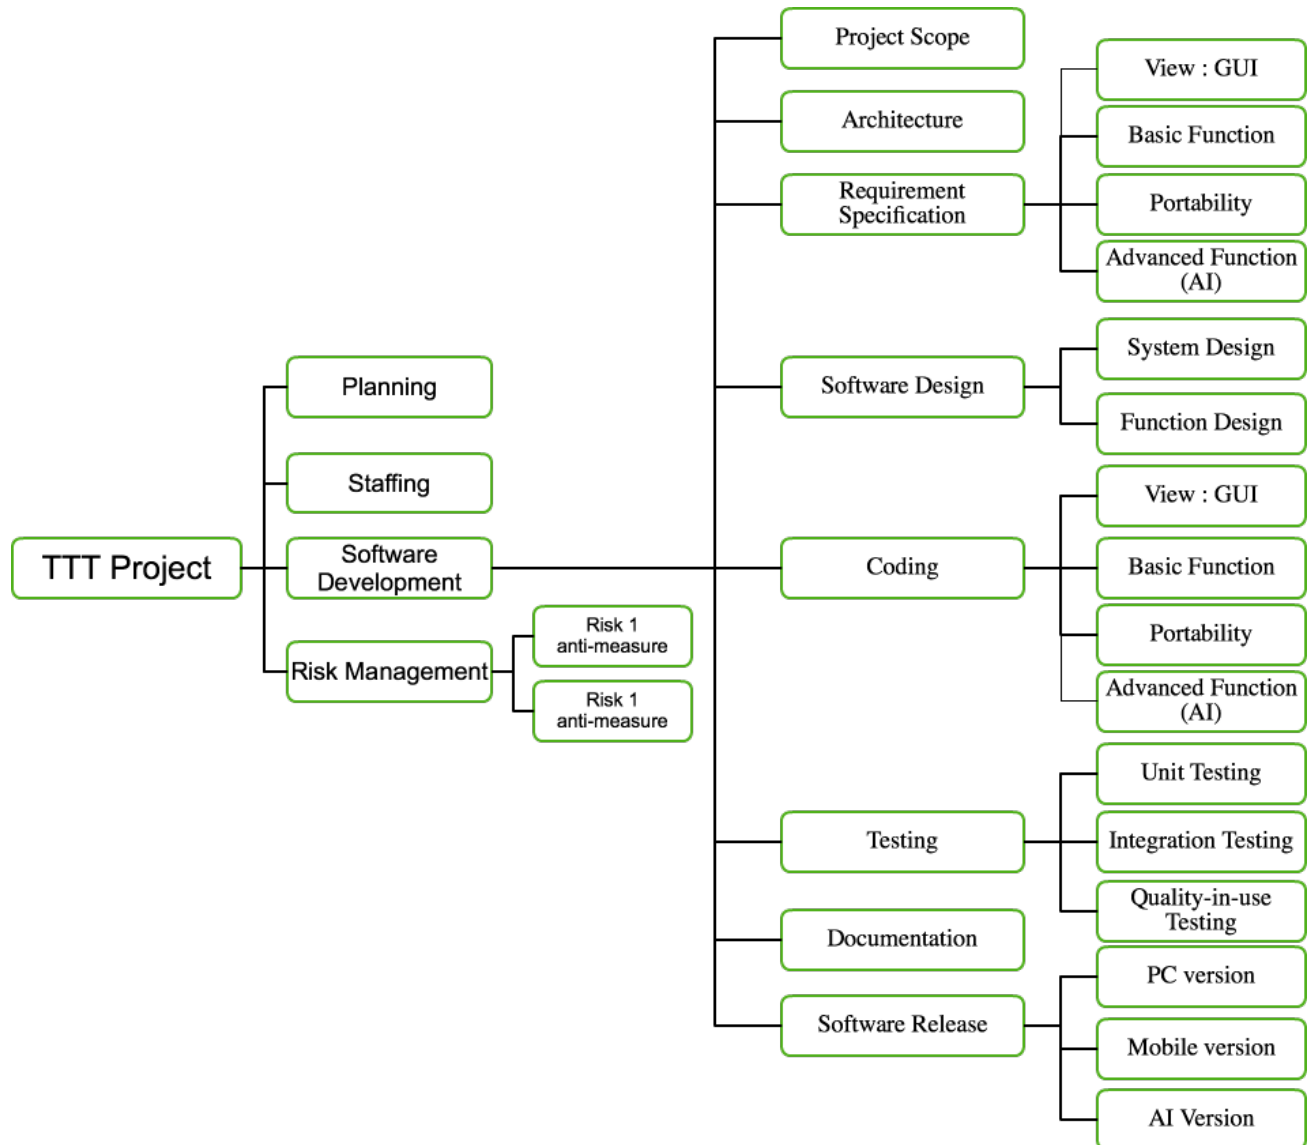 TTT Project
Planning
Staffing
Software
Development
Risk Management
Risk 1
anti-measure
Risk 1
anti-measure
Project Scope
Architecture
Requirement
Specification
Software Design
Coding
Testing
Documentation
Software Release
View : GUI
Basic Function
Portability
Advanced Function
(AI)
System Design
Function Design
View : GUI
Basic Function
Portability
Advanced Function
(AI)
Unit Testing
Integration Testing
Quality-in-use
Testing
PC version
Mobile version
AI Version